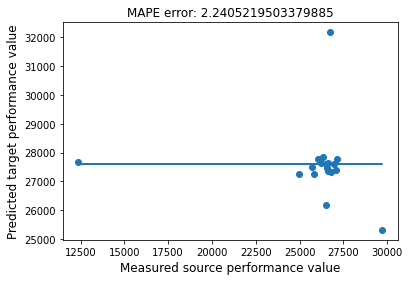 MAPE error: 2.2405219503379885
32000
31000
30000
29000
28000
27000
26000
25000
Predicted target performance value
12500 15000 17500 20000 22500 25000 27500 30000
Measured source performance value